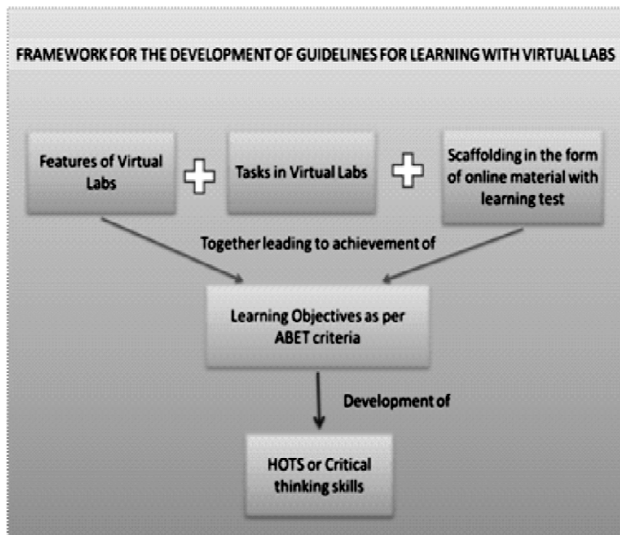 FRAMEWORK FOR THE DEVELOPMENT OF GUIDELINES FOR LEARNING WITH VIRTUAL LABS
Features of Virtual
Labs
Tasks in Virtual Labs
Scaffolding in the form
of online material with
learning test
Together leading to achievement of
Learning Objectives as per
ABET criteria
Development of
HOTS or Critical
thinking skills